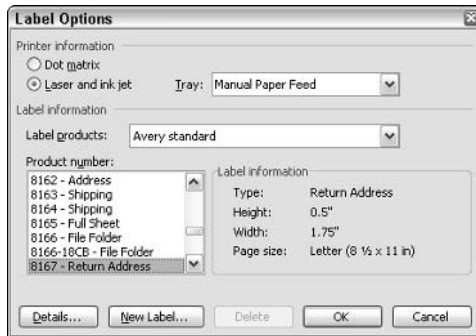 Label Options
Printer information
Dot matrix
Laser and ink jet Tray: Manual Paper Feed
Label information
Label products: Avery standard
Product number:
8162 - Address
8163 - Shipping
8164 - Shipping
8165 - Full Sheet
8166 - File Folder
8166-18CB - File Folder
8167 - Return Address
Label information
Type: Return Address
Height: 0.5"
Width: 1.75"
Page size: Letter (8 ½ x 11 in)
Details... New Label... Delete OK Cancel